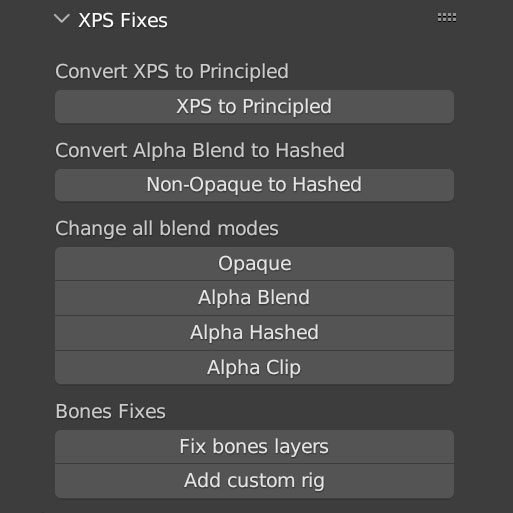 XPS Fixes
Convert XPS to Principled
XPS to Principled
Convert Alpha Blend to Hashed
Non-Opaque to Hashed
Change all blend modes
Opaque
Alpha Blend
Alpha Hashed
Alpha Clip
Bones Fixes
Fix bones layers
Add custom rig